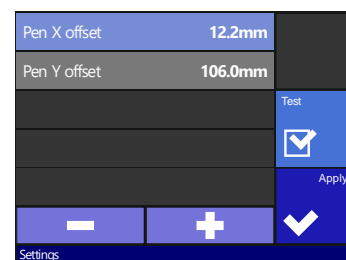 Pen X offset 12.2mm
Pen Y offset 106.0mm
Test
Apply
Settings